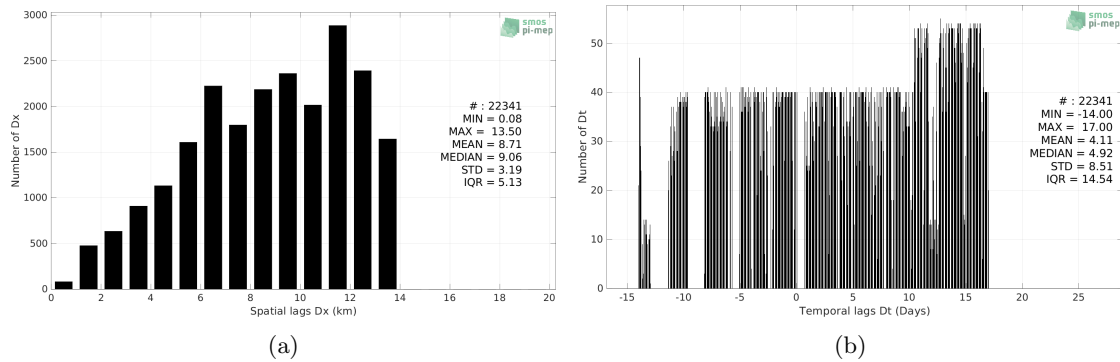 3000
2500
2000
1500
1000
500
0
Number of Dx
0 2 4 6 8 10 12 14 16 18 20
Spatial lags Dx (km)
smos
pi-mep
# : 22341
MIN = 0.08
MAX = 13.50
MEAN = 8.71
MEDIAN = 9.06
STD = 3.19
IQR = 5.13
(a)
50
40
30
20
10
0
Number of Dt
-15 -10 -5 0 5 10 15 20 25
Temporal lags Dt (Days)
smos
pi-mep
# : 22341
MIN = -14.00
MAX = 17.00
MEAN = 4.11
MEDIAN = 4.92
STD = 8.51
IQR = 14.54
(b)